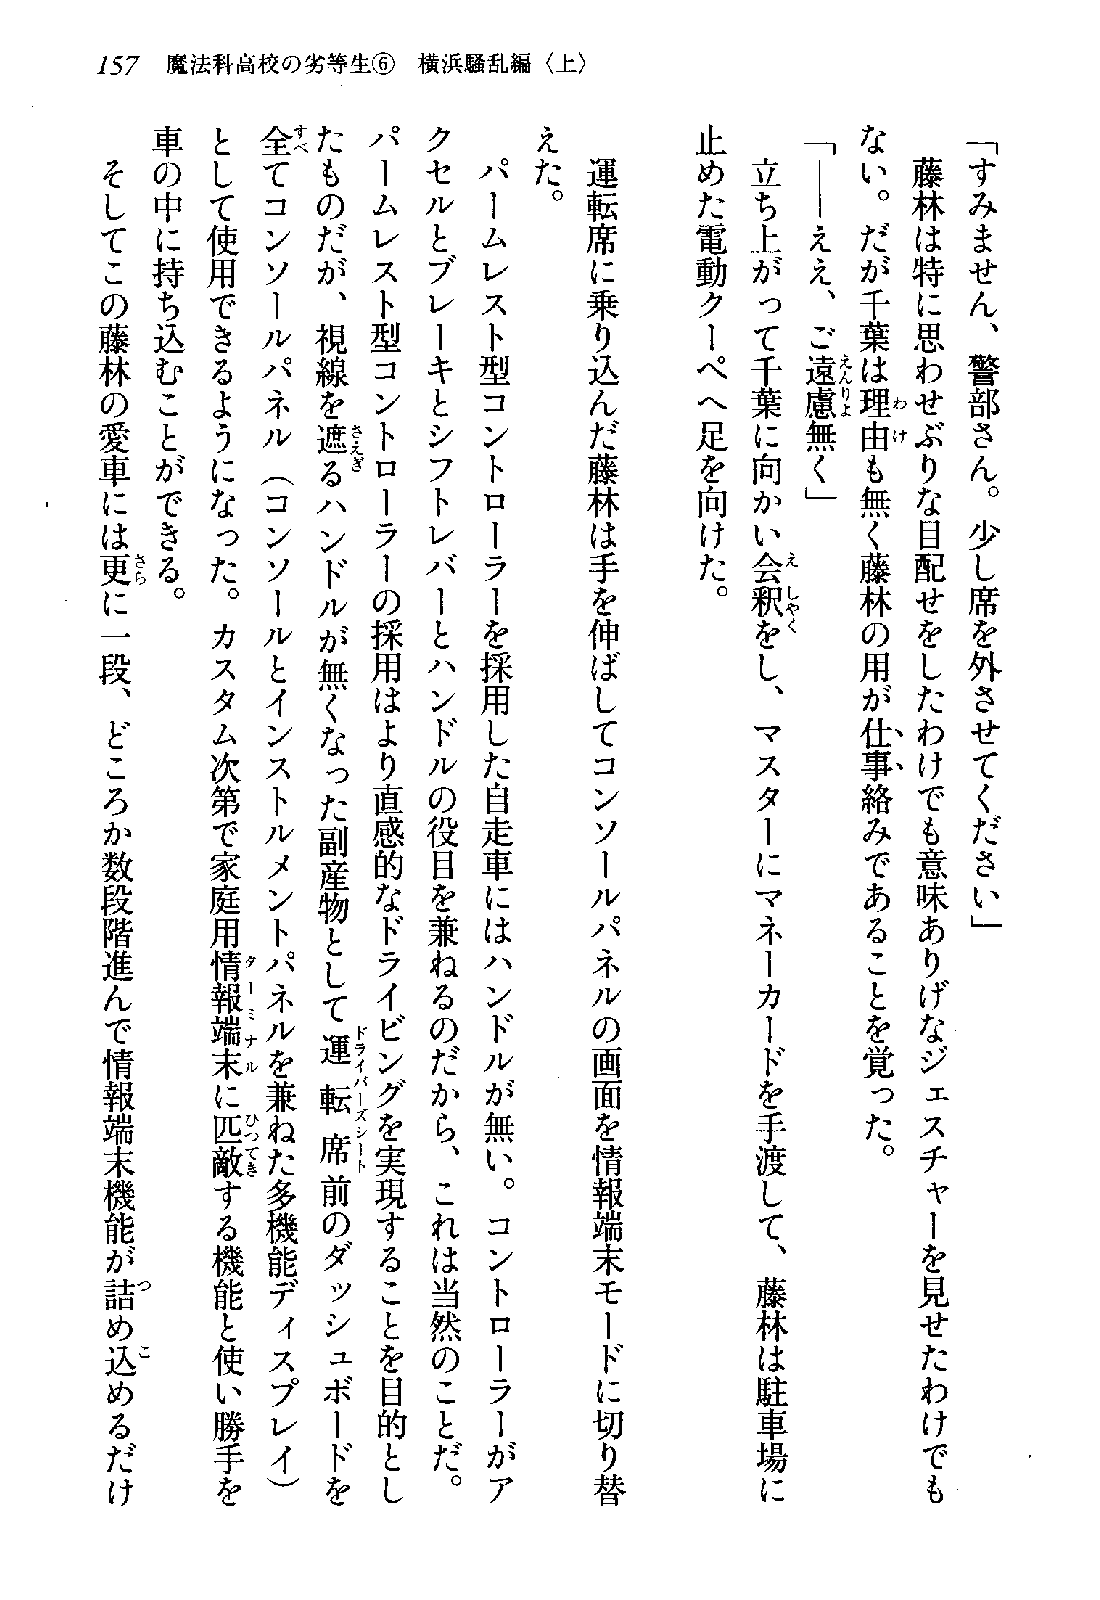 157　魔法科高校の劣等生⑥　横浜騒乱編〈上〉
「すみません、警部さん。少し席を外させてください」
　藤林は特に思わせぶりな目配せをしたわけでも意味ありげなジェスチャーを見せたわけでも
ない。だが千葉は理由も無く藤林の用が仕事絡みであることを覚った。
「――ええ、ご遠慮無く」
　立ち上がって千葉に向かい会釈をし、マスターにマネーカードを手渡して、藤林は駐車場に
止めた電動クーペへ足を向けた。
　運転席に乗り込んだ藤林は手を伸ばしてコンソールパネルの画面を情報端末モードに切り替
えた。
　パームレスト型コントローラーを採用した自走車にはハンドルが無い。コントローラーがア
クセルとブレーキとシフトレバーとハンドルの役目を兼ねるのだから、これは当然のことだ。
パームレスト型コントローラーの採用はより直感的なドライビングを実現することを目的とし
たものだが、視線を遮るハンドルが無くなった副産物として運転席前のダッシュボードを
全てコンソールパネル（コンソールとインストルメントパネルを兼ねた多機能ディスプレイ）
として使用できるようになった。カスタム次第で家庭用情報端末に匹敵する機能と使い勝手を
車の中に持ち込むことができる。
　そしてこの藤林の愛車には更に一段、どころか数段階進んで情報端末機能が詰め込めるだけ